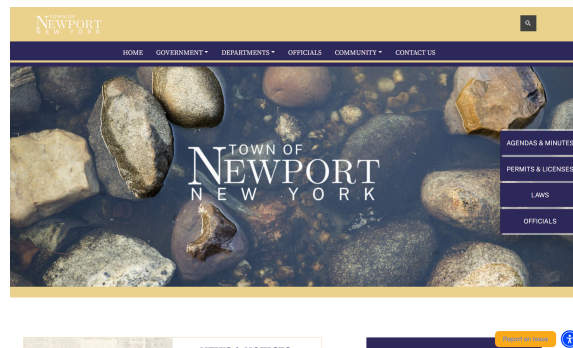 TOWN OF
NEWPORT
NEW YORK
HOME GOVERNMENT DEPARTMENTS OFFICIALS COMMUNITY CONTACT US
TOWN OF
NEWPORT
NEW YORK
AGENDAS & MINUTES
PERMITS & LICENSES
LAWS
OFFICIALS
Report an Issue